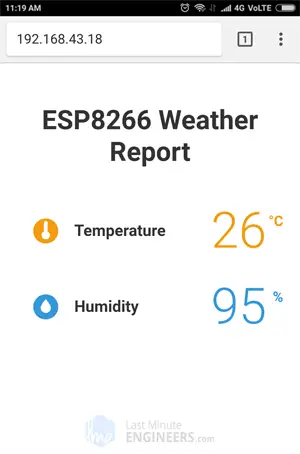 11:19 AM 4G VoLTE
192.168.43.18 1
ESP8266 Weather
Report
Temperature 26 °C
Humidity 95 %
Last Minute
ENGINEERS.com